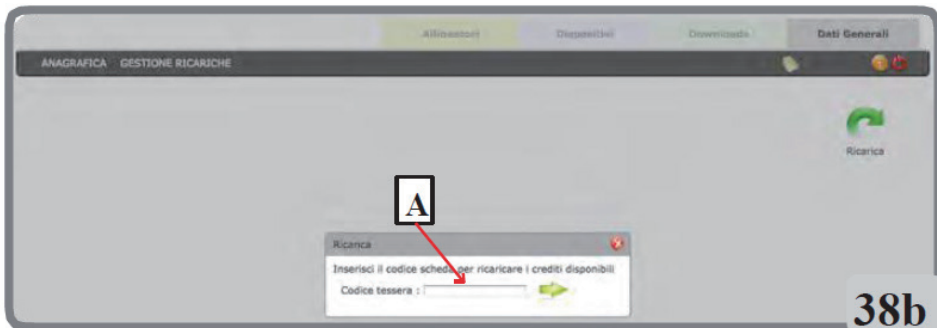 Allineatori Dispositivi Downloads Dati Generali
ANAGRAFICA GESTIONE RICARICHE
Ricarica
A
Ricarica
Inserisci il codice scheda per ricaricare i crediti disponibili
Codice tessera :
38b